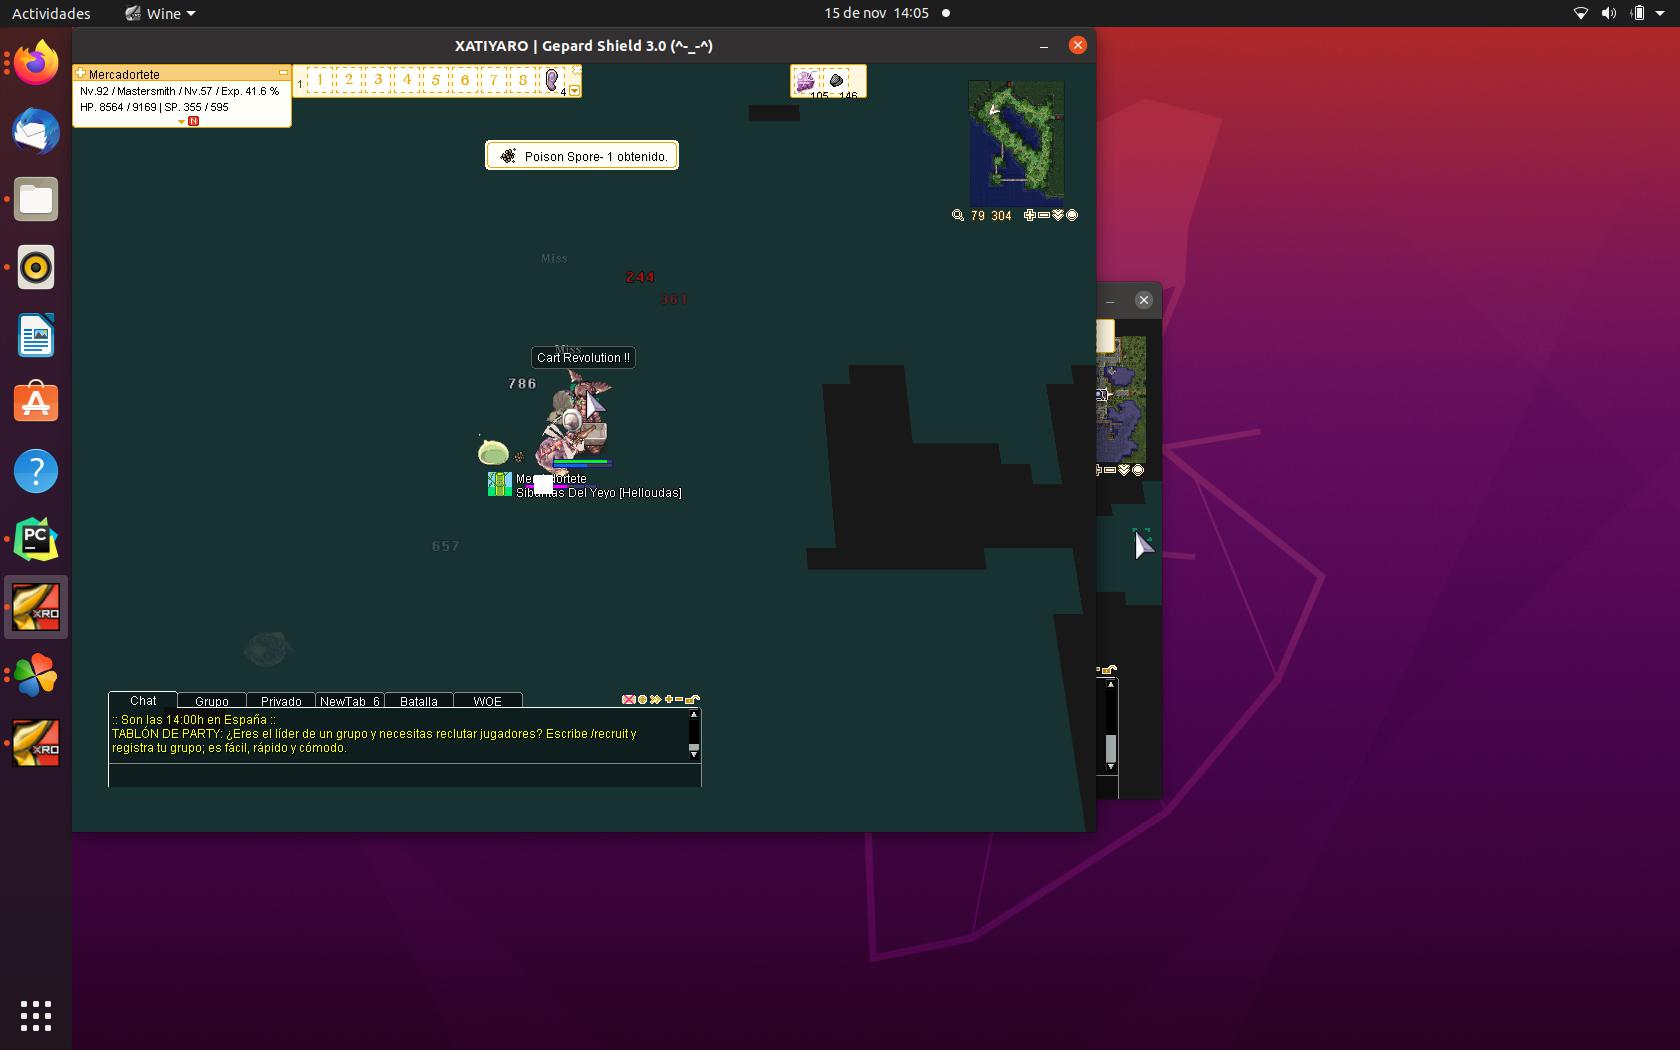 Actividades
Wine
15 de nov 14:05
XATIYARO | Gepard Shield 3.0 (^-_-^)
Mercadortete
Nv.92 / Mastersmith / Nv.57 / Exp. 41.6 %
HP. 8564 / 9169 | SP. 355 / 595
N
1 1 2 3 4 5 6 7 8 4
105 146
Poison Spore- 1 obtenido.
79 304
Miss
244
361
Miss
Cart Revolution !!
786
Sibaritas Del Yeyo [Helloudas]
657
Chat Grupo Privado NewTab_6 Batalla WOE
:: Son las 14:00h en España ::
TABLÓN DE PARTY: ¿Eres el líder de un grupo y necesitas reclutar jugadores? Escribe /recruit y
registra tu grupo; es fácil, rápido y cómodo.
PC
XRO
XRO